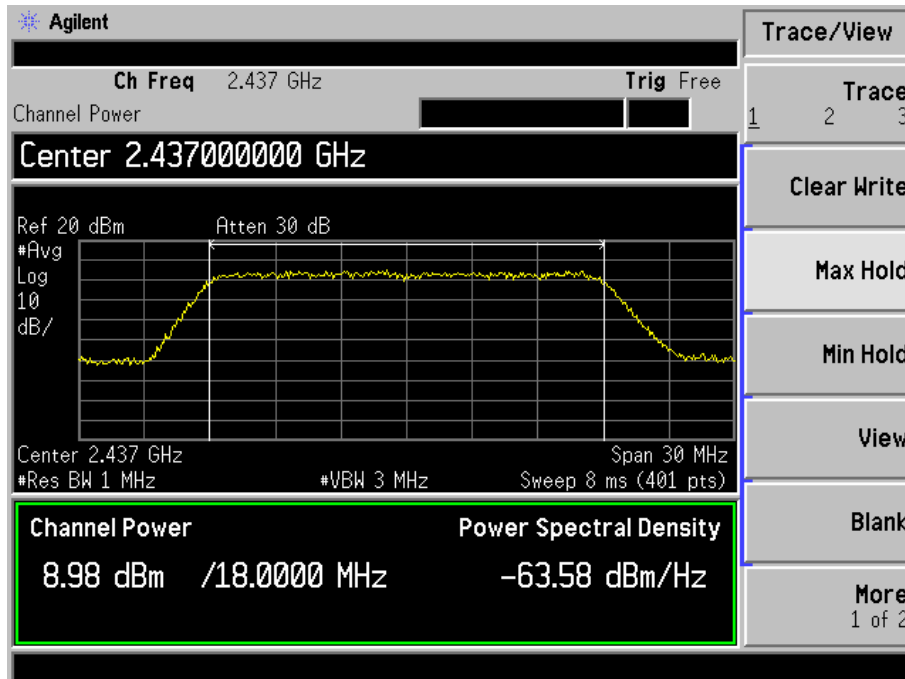 Agilent
Trace/View
Ch Freq 2.437 GHz Trig Free
Channel Power
Trace
1 2 3
Center 2.437000000 GHz
Clear Write
Ref 20 dBm Atten 30 dB
#Avg
Log
10
dB/
Max Hold
Min Hold
View
Center 2.437 GHz Span 30 MHz
#Res BW 1 MHz #VBW 3 MHz Sweep 8 ms (401 pts)
Channel Power Power Spectral Density
8.98 dBm /18.0000 MHz -63.58 dBm/Hz
Blank
More
1 of 2